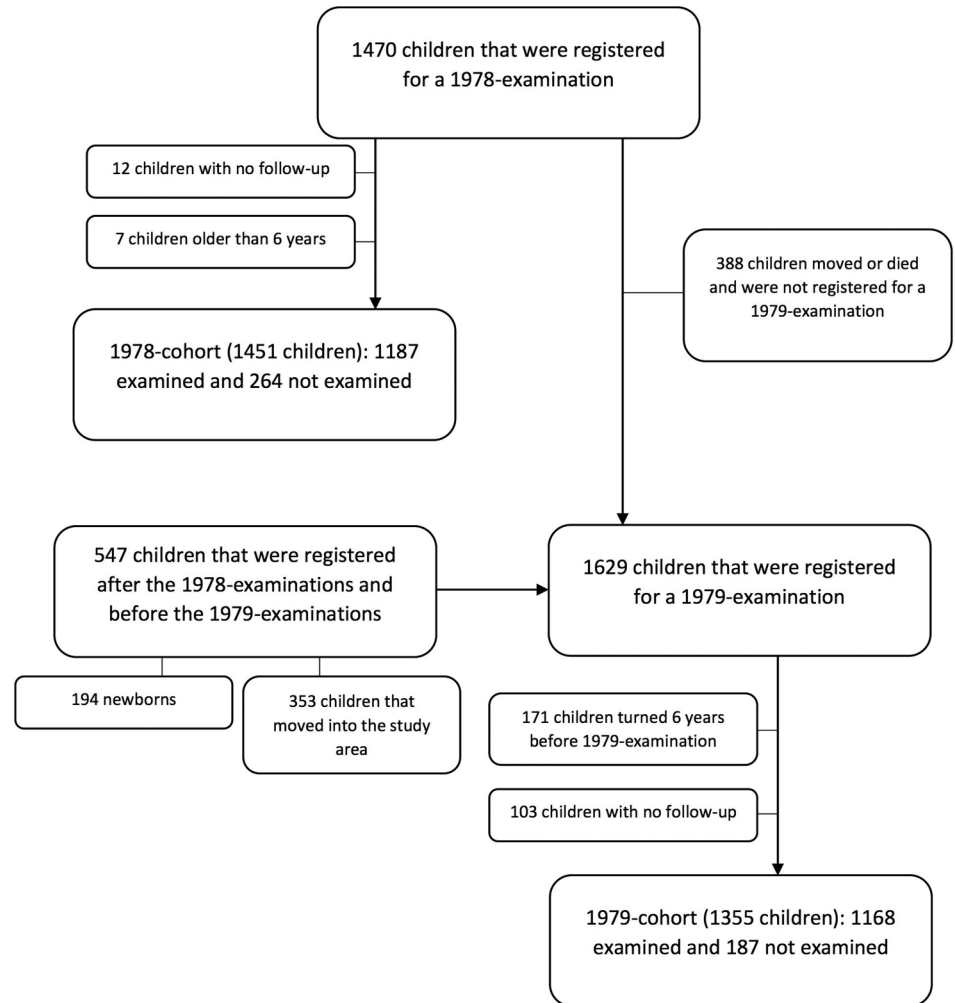 1470 children that were registered
for a 1978-examination
12 children with no follow-up
7 children older than 6 years
388 children moved or died
and were not registered for a
1979-examination
1978-cohort (1451 children): 1187
examined and 264 not examined
547 children that were registered
after the 1978-examinations and
before the 1979-examinations
1629 children that were registered
for a 1979-examination
194 newborns
353 children that
moved into the study
area
171 children turned 6 years
before 1979-examination
103 children with no follow-up
1979-cohort (1355 children): 1168
examined and 187 not examined